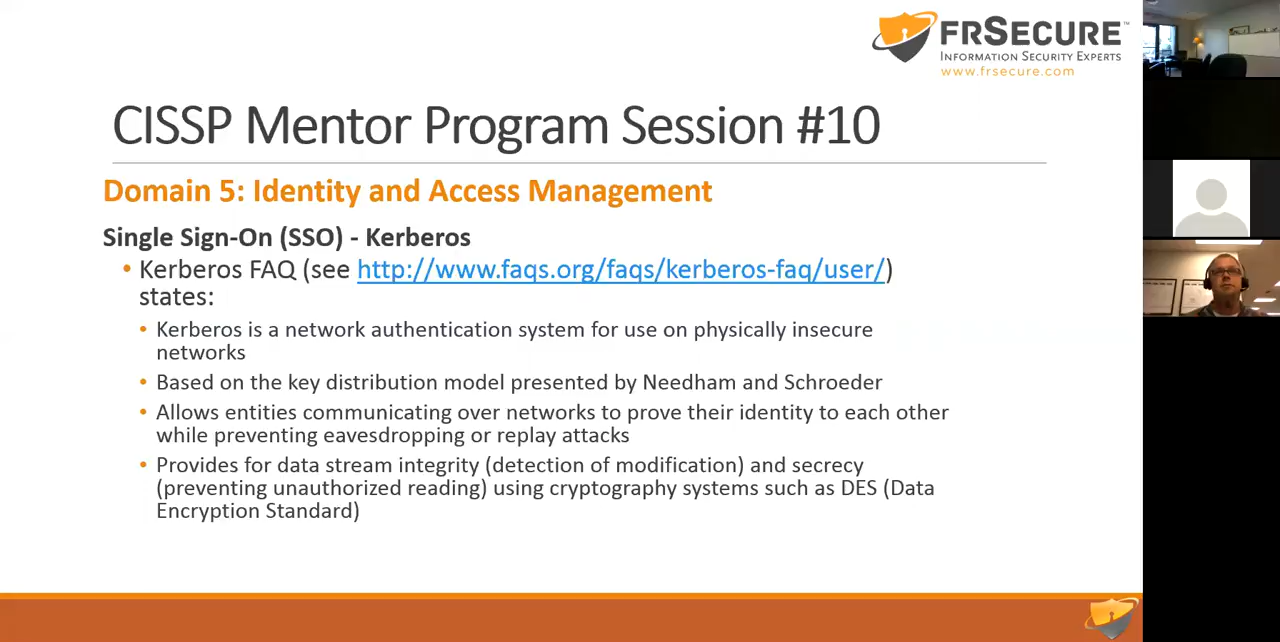 FRSECURE™
INFORMATION SECURITY EXPERTS
www.frsecure.com
CISSP Mentor Program Session #10
Domain 5: Identity and Access Management
Single Sign-On (SSO) - Kerberos
• Kerberos FAQ (see http://www.faqs.org/faqs/kerberos-faq/user/)
states:
• Kerberos is a network authentication system for use on physically insecure
networks
• Based on the key distribution model presented by Needham and Schroeder
• Allows entities communicating over networks to prove their identity to each other
while preventing eavesdropping or replay attacks
• Provides for data stream integrity (detection of modification) and secrecy
(preventing unauthorized reading) using cryptography systems such as DES (Data
Encryption Standard)